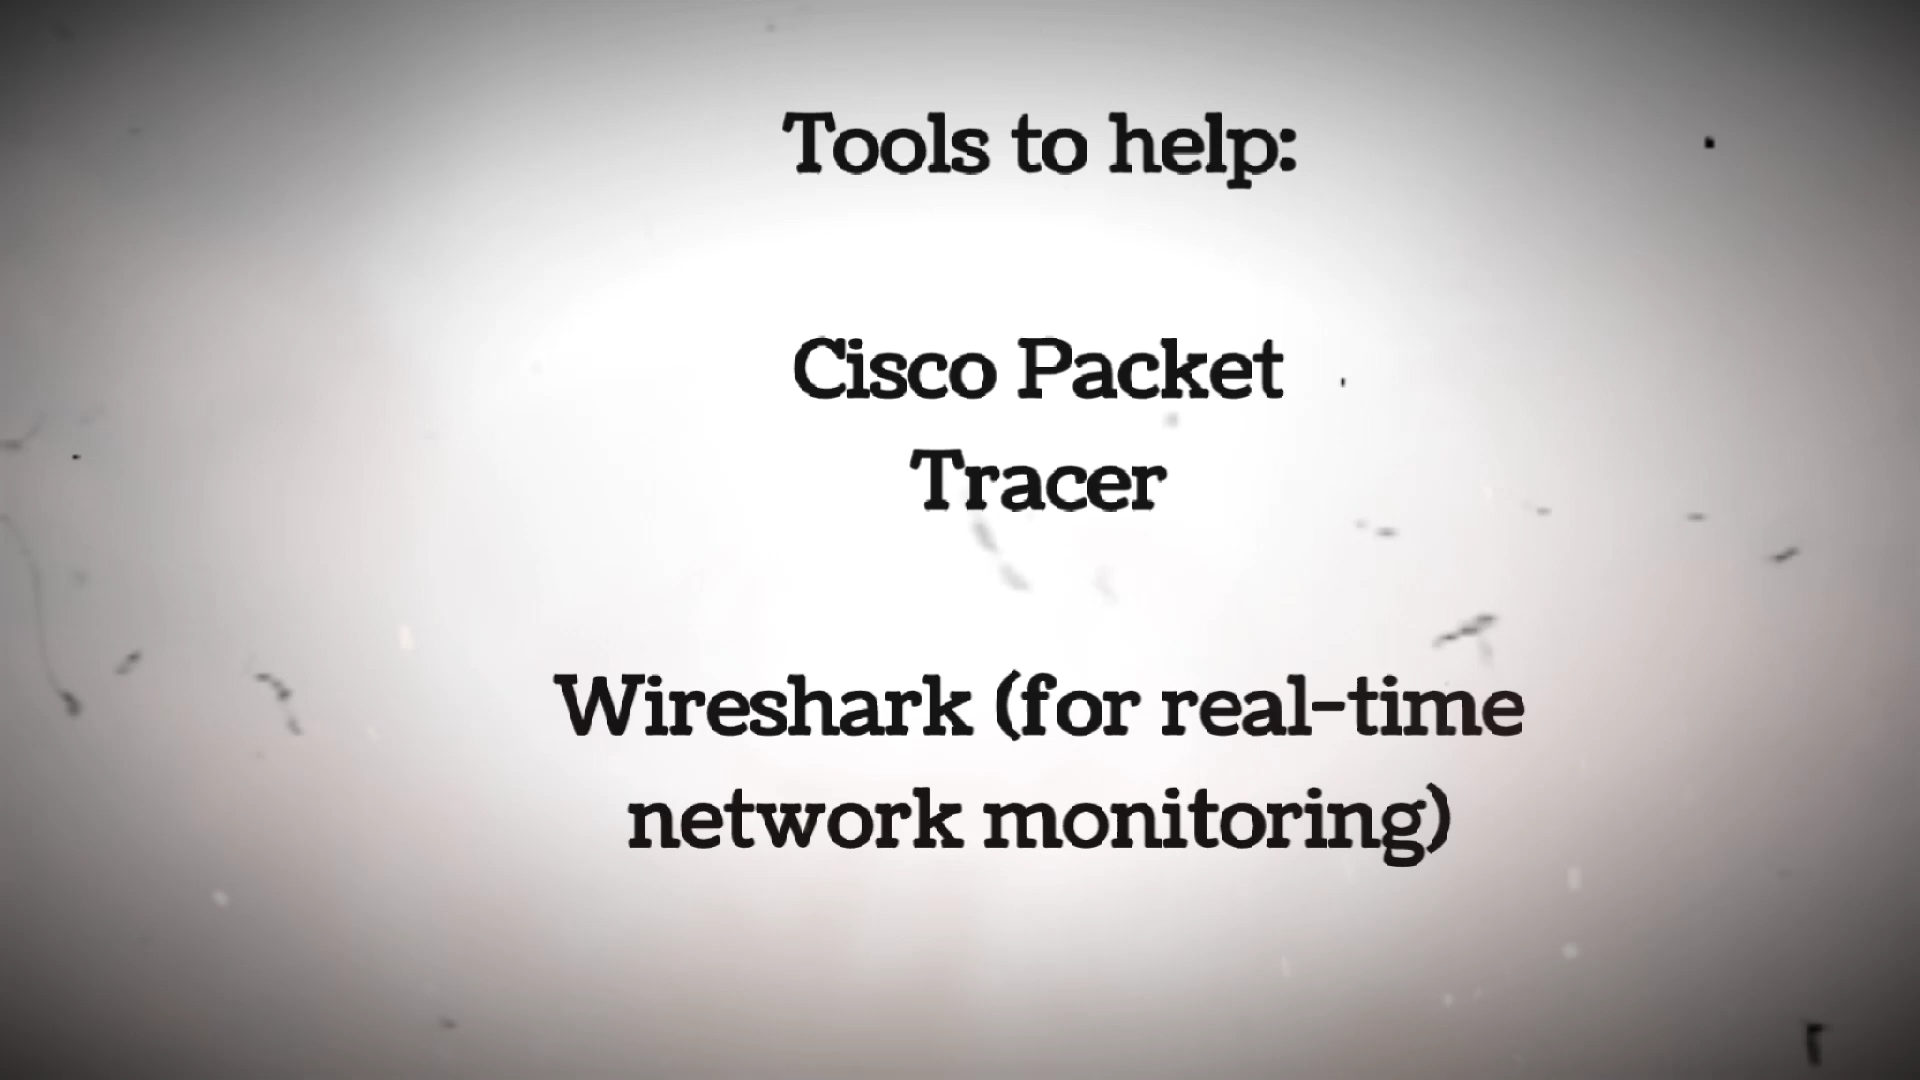 Tools to help:
Cisco Packet
Tracer
Wireshark (for real-time
network monitoring)